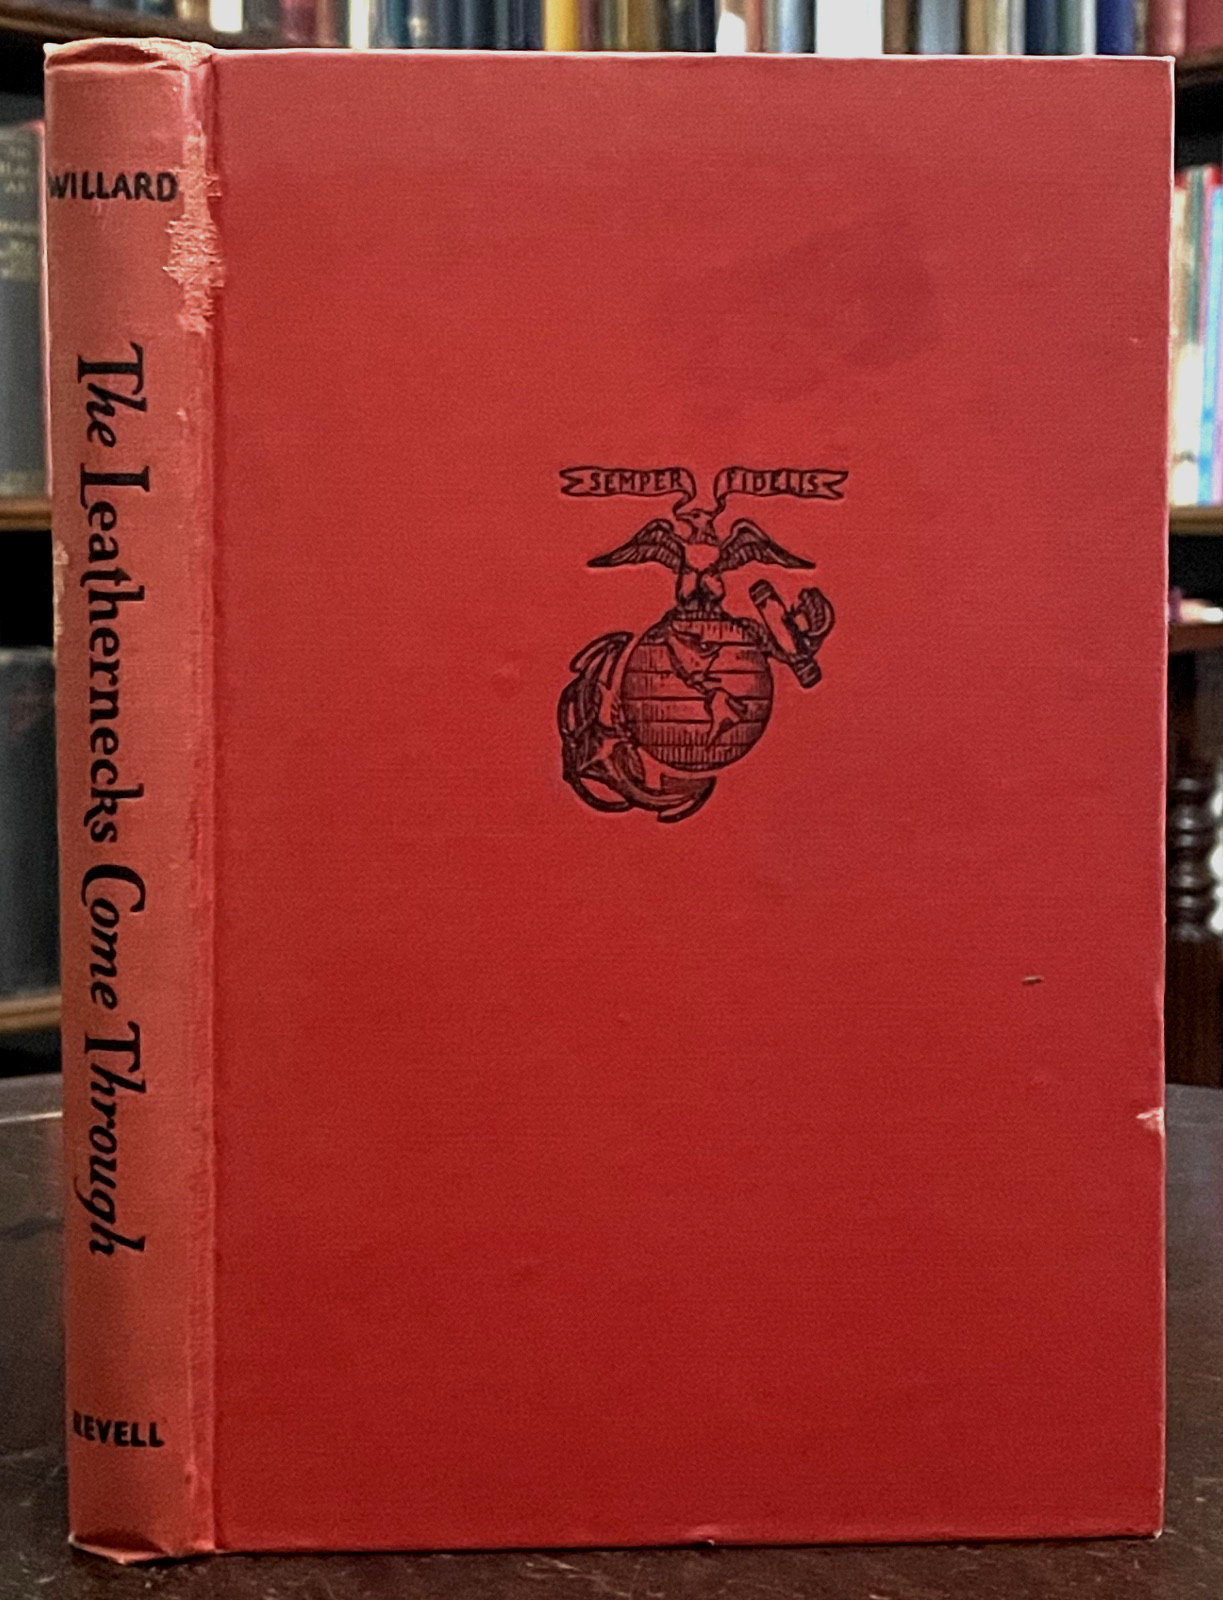 WILLARD
The Leathernecks Come Through
REVELL
SEMPER FIDELIS